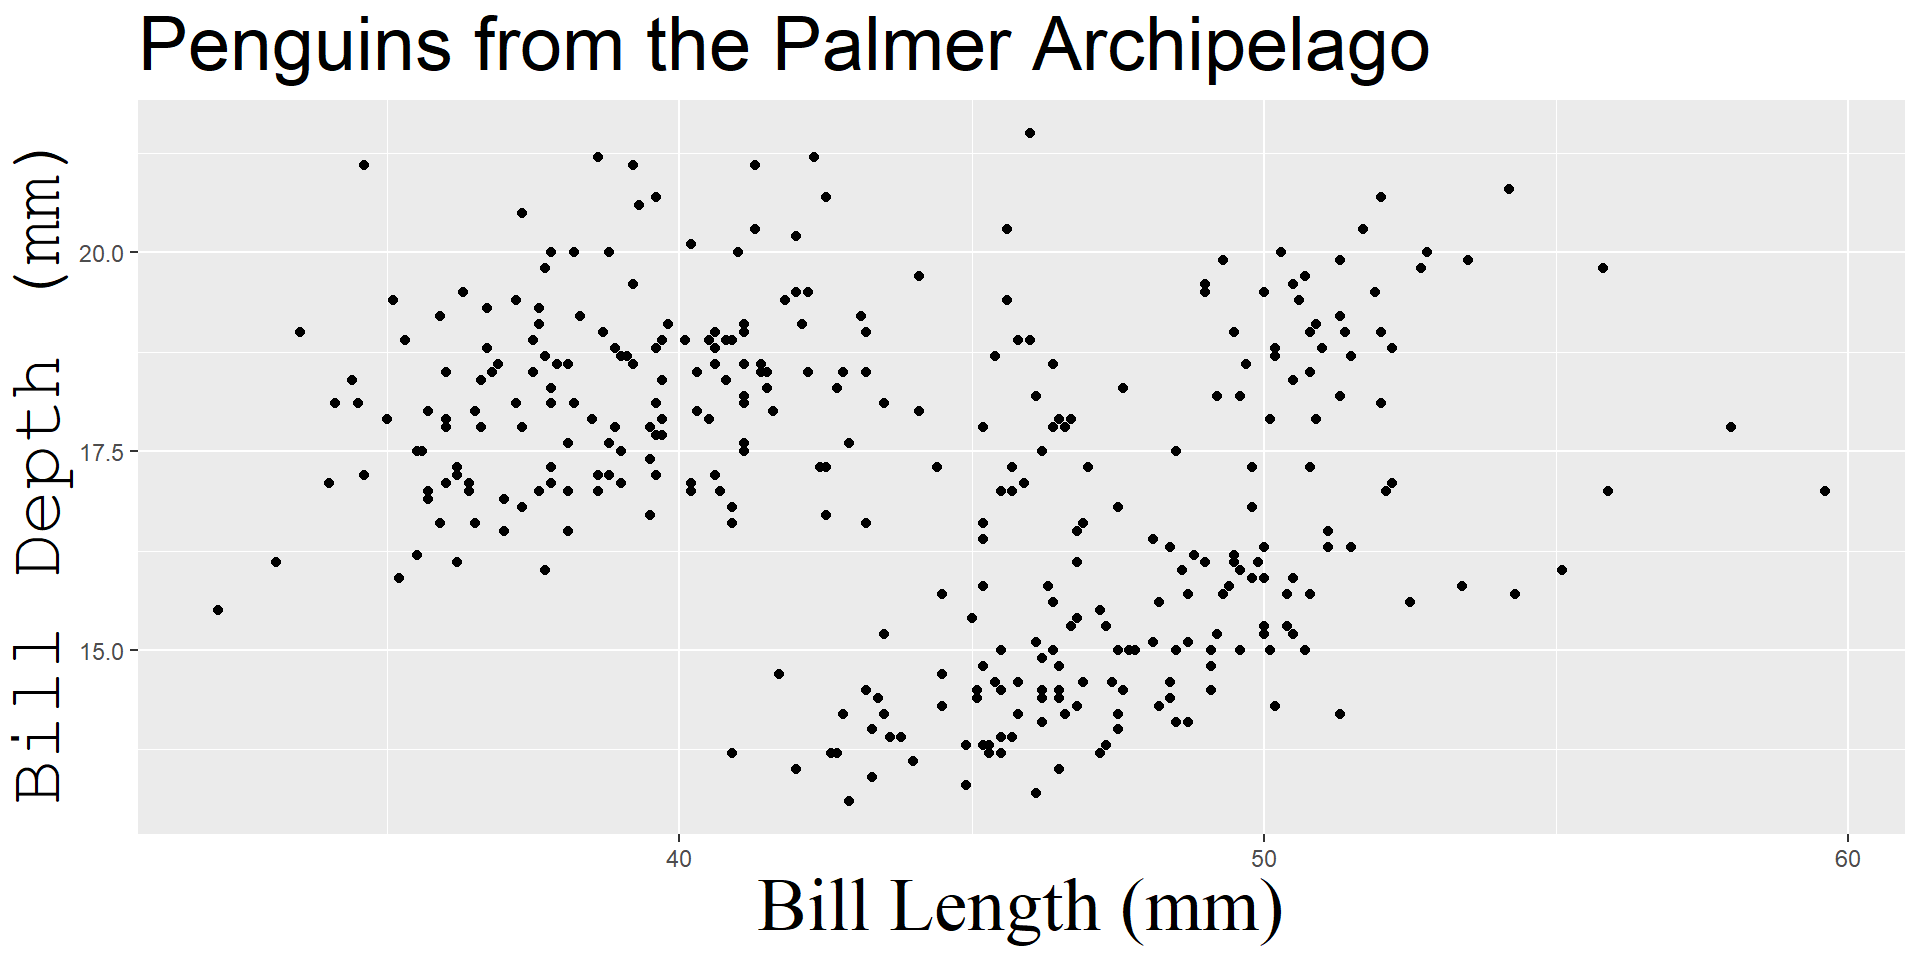 Penguins from the Palmer Archipelago
Bill Depth (mm)
20.0
17.5
15.0
40
50
60
Bill Length (mm)